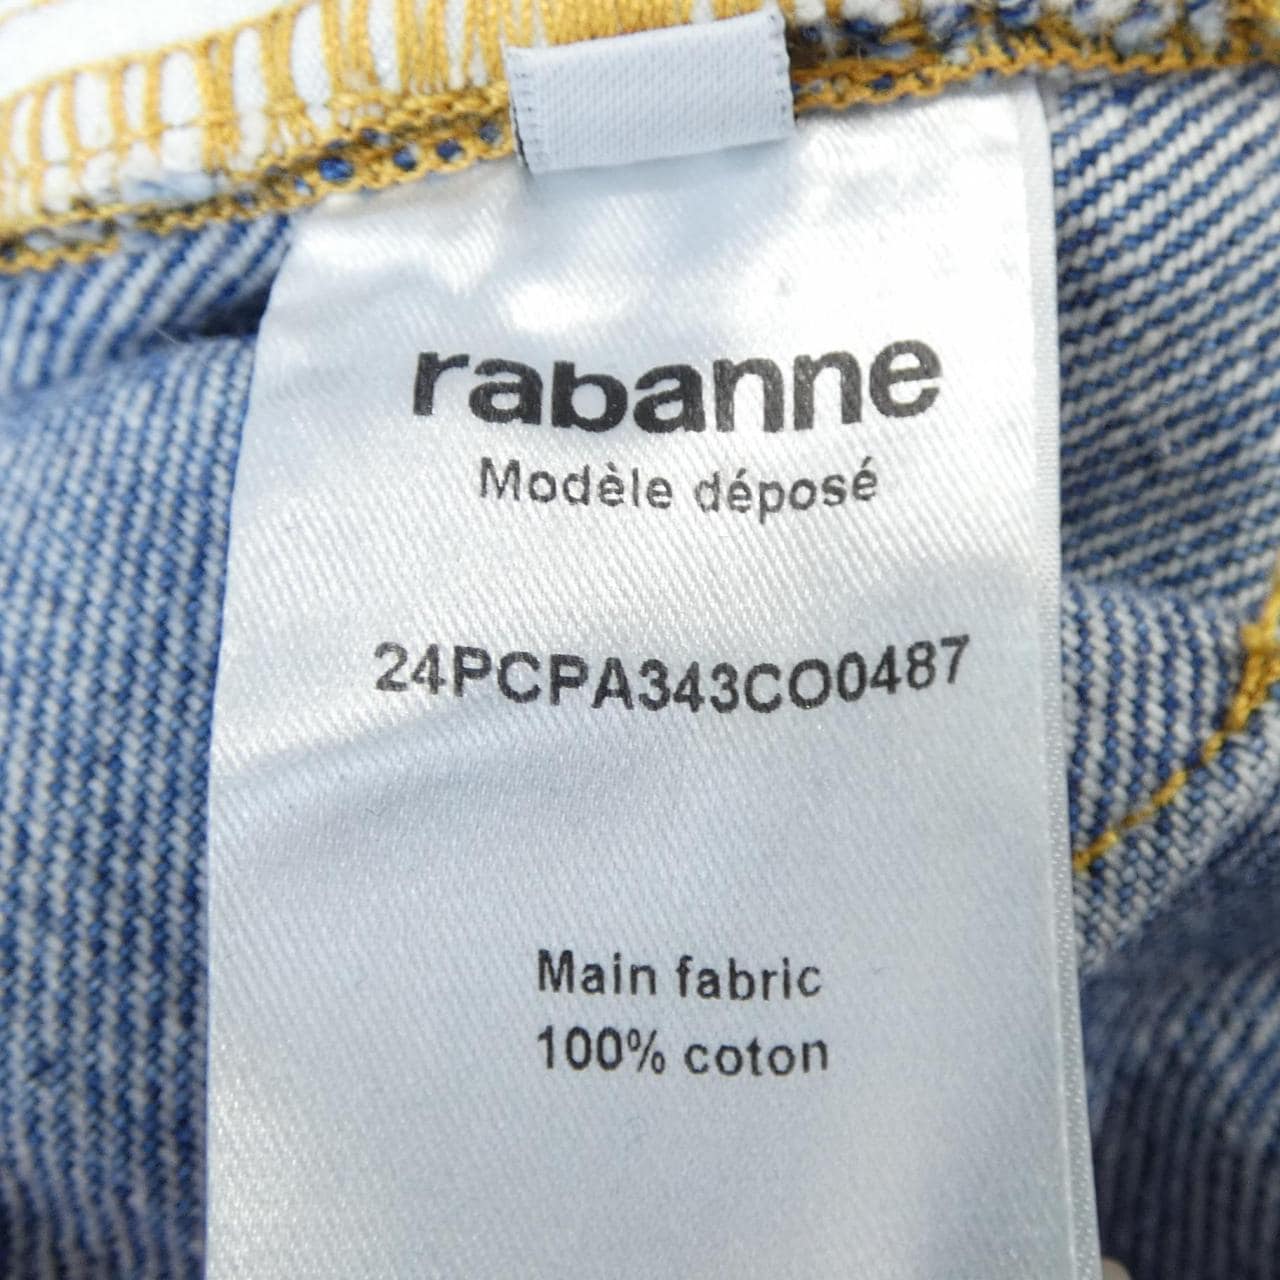 rabanne
Modèle déposé
24PCPA343CO0487
Main fabric
100% coton